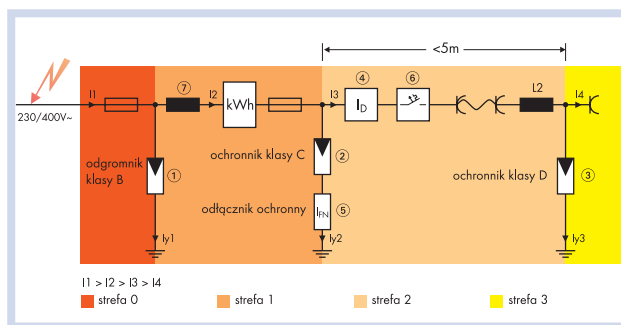 <5m
I1
⑦
I2
I3
④
⑥
L2
I4
kWh
I_D
230/400V~
odgromnik
klasy B
①
ochronnik klasy C
②
ochronnik klasy D
③
odłącznik ochronny
I_FN
⑤
Iy1
Iy2
Iy3
I1 > I2 > I3 > I4
strefa 0
strefa 1
strefa 2
strefa 3